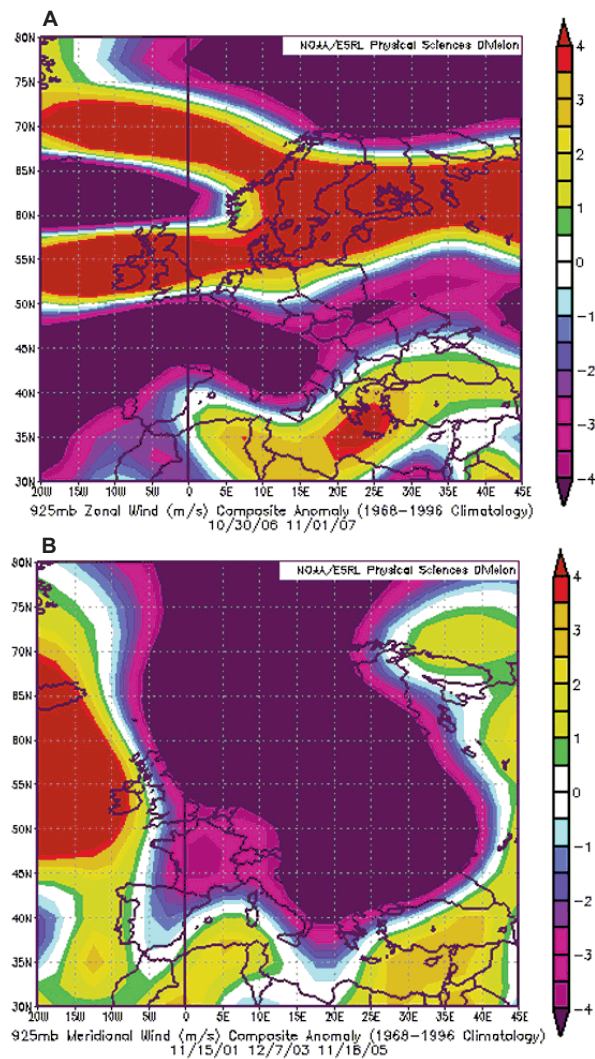 A
NOAA/ESRL Physical Sciences Division
80N
75N
70N
65N
60N
55N
50N
45N
40N
35N
30N
20W 15W 10W 5W 0 5E 10E 15E 20E 25E 30E 35E 40E 45E
4
3
2
1
0
−1
−2
−3
−4
925mb Zonal Wind (m/s) Composite Anomaly (1968−1996 Climatology)
10/30/06 11/01/07
B
NOAA/ESRL Physical Sciences Division
80N
75N
70N
65N
60N
55N
50N
45N
40N
35N
30N
20W 15W 10W 5W 0 5E 10E 15E 20E 25E 30E 35E 40E 45E
4
3
2
1
0
−1
−2
−3
−4
925mb Meridional Wind (m/s) Composite Anomaly (1968−1996 Climatology)
11/15/01 12/7/03 11/18/05